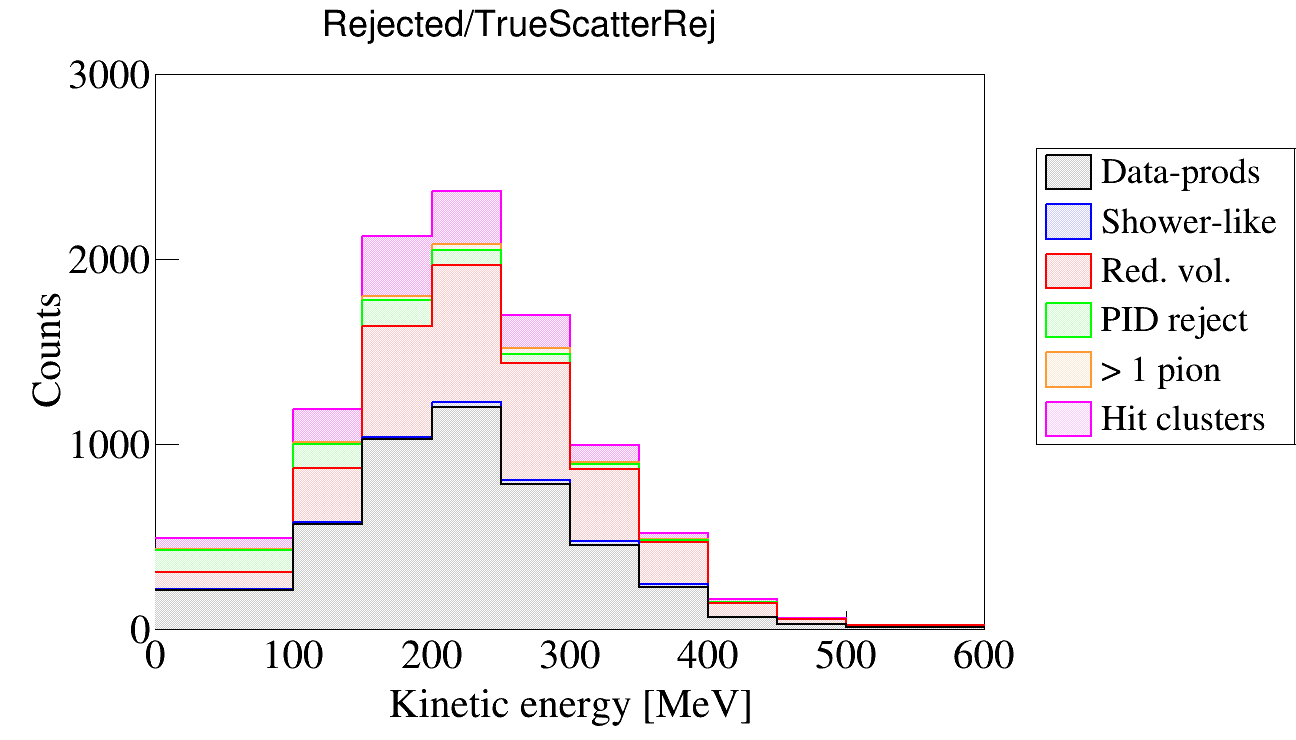 Rejected/TrueScatterRej
3000
2000
1000
0
Counts
0 100 200 300 400 500 600
Kinetic energy [MeV]
Data-prods
Shower-like
Red. vol.
PID reject
> 1 pion
Hit clusters